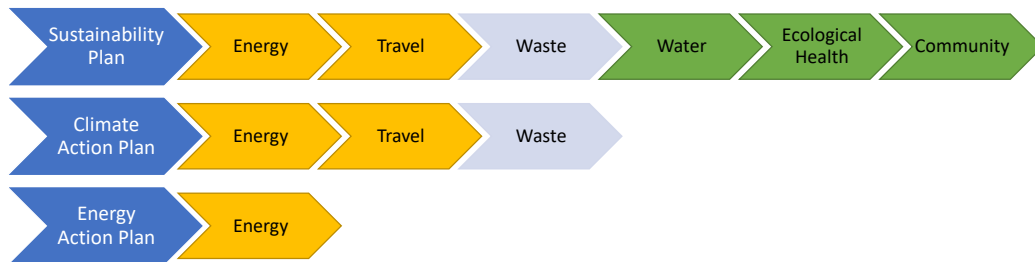 Sustainability
Plan
Energy
Travel
Waste
Water
Ecological
Health
Community
Climate
Action Plan
Energy
Travel
Waste
Energy
Action Plan
Energy